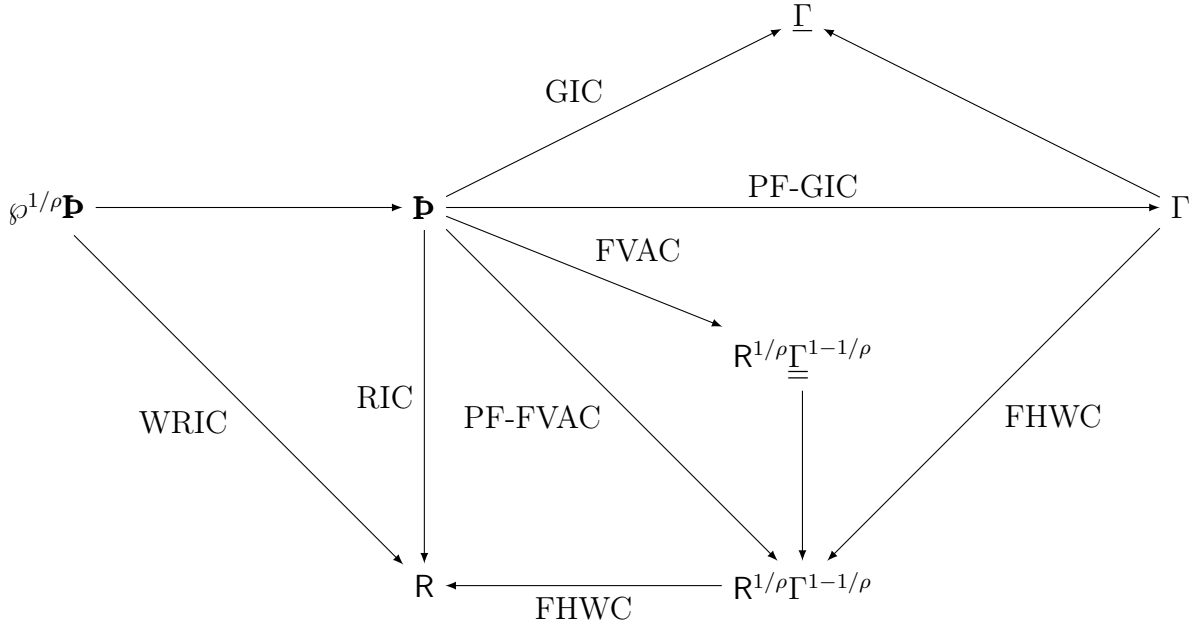 Γ
GIC
PF-GIC
℘^{1/ρ}Þ
Þ
Γ
FVAC
R^{1/ρ}Γ^{1−1/ρ}
RIC
WRIC
PF-FVAC
FHWC
R
R^{1/ρ}Γ^{1−1/ρ}
FHWC